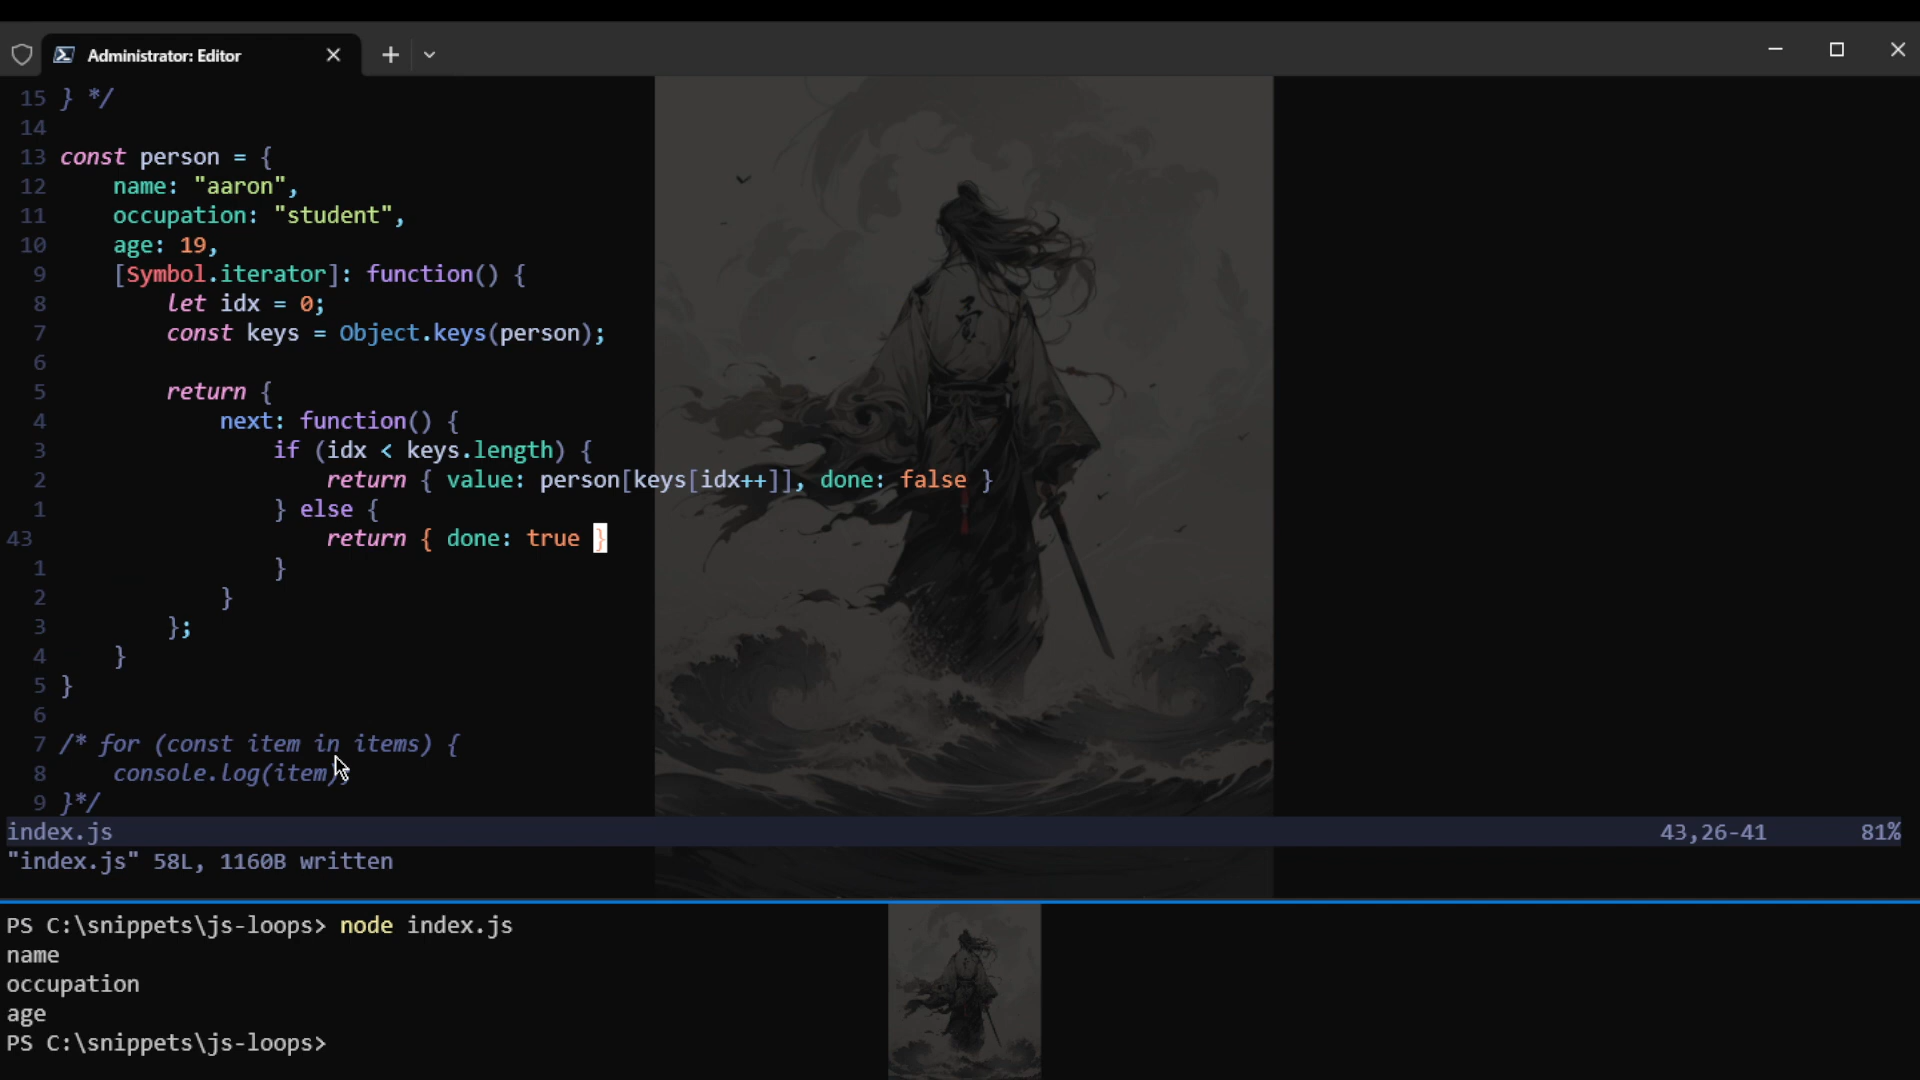 Administrator: Editor
15 } */
14
13 const person = {
12     name: "aaron",
11     occupation: "student",
10     age: 19,
9     [Symbol.iterator]: function() {
8         let idx = 0;
7         const keys = Object.keys(person);
6
5         return {
4             next: function() {
3                 if (idx < keys.length) {
2                     return { value: person[keys[idx++]], done: false }
1                 } else {
43                     return { done: true }
1                 }
2             }
3         };
4     }
5 }
6
7 /* for (const item in items) {
8     console.log(item);
9 }*/
index.js 43,26-41 81%
"index.js" 58L, 1160B written
PS C:\snippets\js-loops> node index.js
name
occupation
age
PS C:\snippets\js-loops>